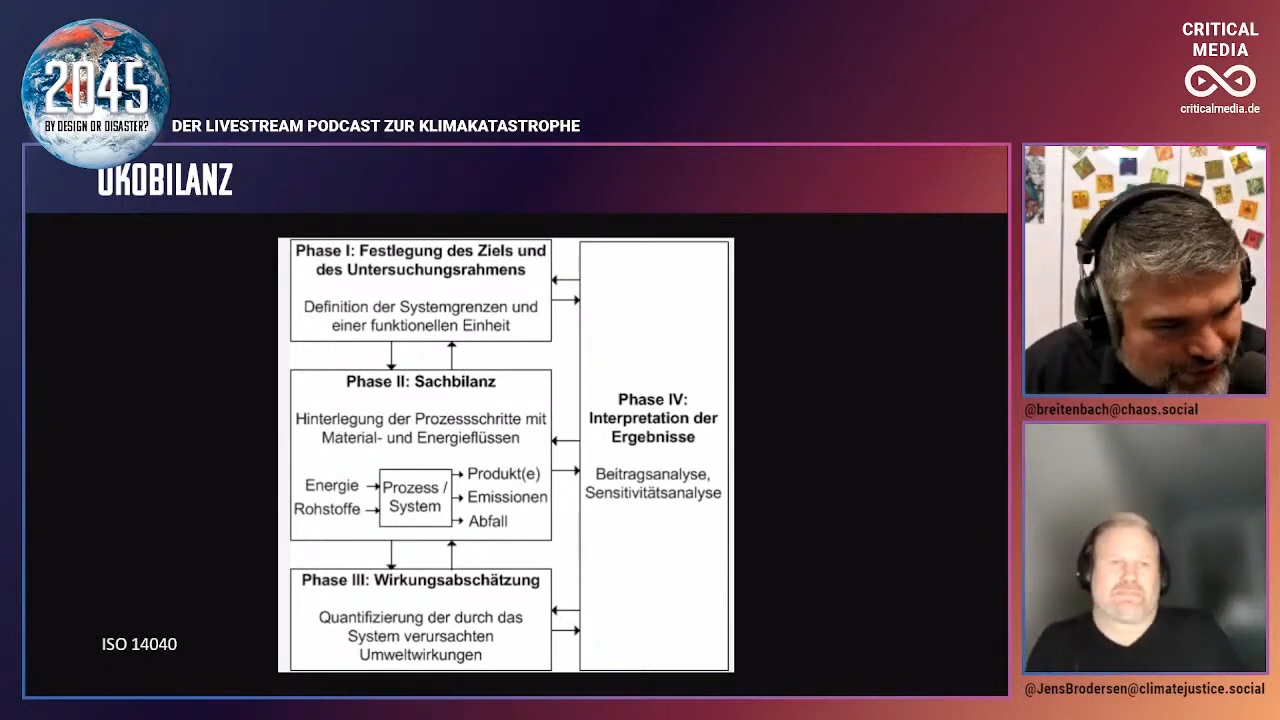 2045
BY DESIGN OR DISASTER?
DER LIVESTREAM PODCAST ZUR KLIMAKATASTROPHE
CRITICAL
MEDIA
criticalmedia.de
ÖKOBILANZ
Phase I: Festlegung des Ziels und
des Untersuchungsrahmens
Definition der Systemgrenzen und
einer funktionellen Einheit
Phase II: Sachbilanz
Hinterlegung der Prozessschritte mit
Material- und Energieflüssen
Energie
Rohstoffe
Prozess /
System
Produkt(e)
Emissionen
Abfall
Phase III: Wirkungsabschätzung
Quantifizierung der durch das
System verursachten
Umweltwirkungen
Phase IV:
Interpretation der
Ergebnisse
Beitragsanalyse,
Sensitivitätsanalyse
ISO 14040
@breitenbach@chaos.social
@JensBrodersen@climatejustice.social